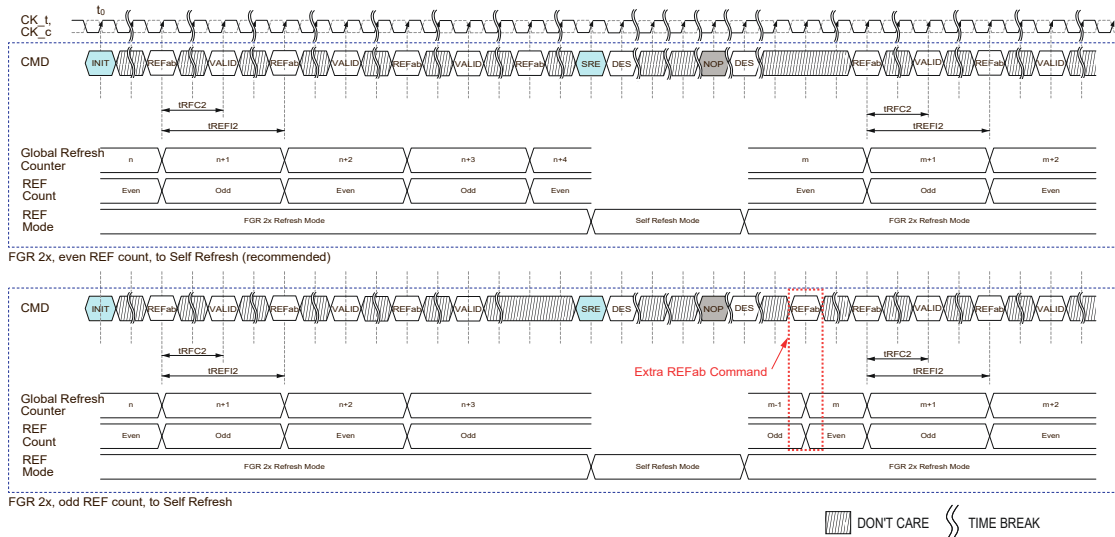 CK_t,
CK_c
t0
CMD INIT REFab VALID REFab VALID REFab VALID REFab SRE DES NOP DES REFab VALID REFab VALID
tRFC2 tRFC2
tREFI2 tREFI2
Global Refresh
Counter
n n+1 n+2 n+3 n+4 m m+1 m+2
REF
Count
Even Odd Even Odd Even Even Odd Even
REF
Mode
FGR 2x Refresh Mode Self Refesh Mode FGR 2x Refresh Mode
FGR 2x, even REF count, to Self Refresh (recommended)
CMD INIT REFab VALID REFab VALID REFab VALID SRE DES NOP DES REFab REFab VALID REFab VALID
tRFC2 tRFC2
Extra REFab Command
tREFI2 tREFI2
Global Refresh
Counter
n n+1 n+2 n+3 m-1 m m+1 m+2
REF
Count
Even Odd Even Odd Odd Even Odd Even
REF
Mode
FGR 2x Refresh Mode Self Refesh Mode FGR 2x Refresh Mode
FGR 2x, odd REF count, to Self Refresh
DON'T CARE TIME BREAK